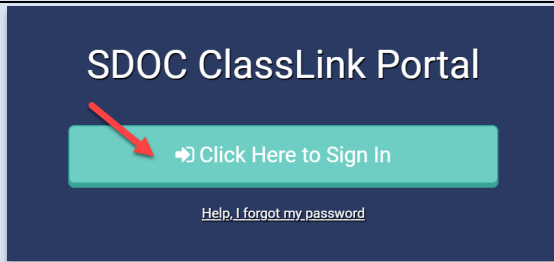 SDOC ClassLink Portal
Click Here to Sign In
Help, I forgot my password